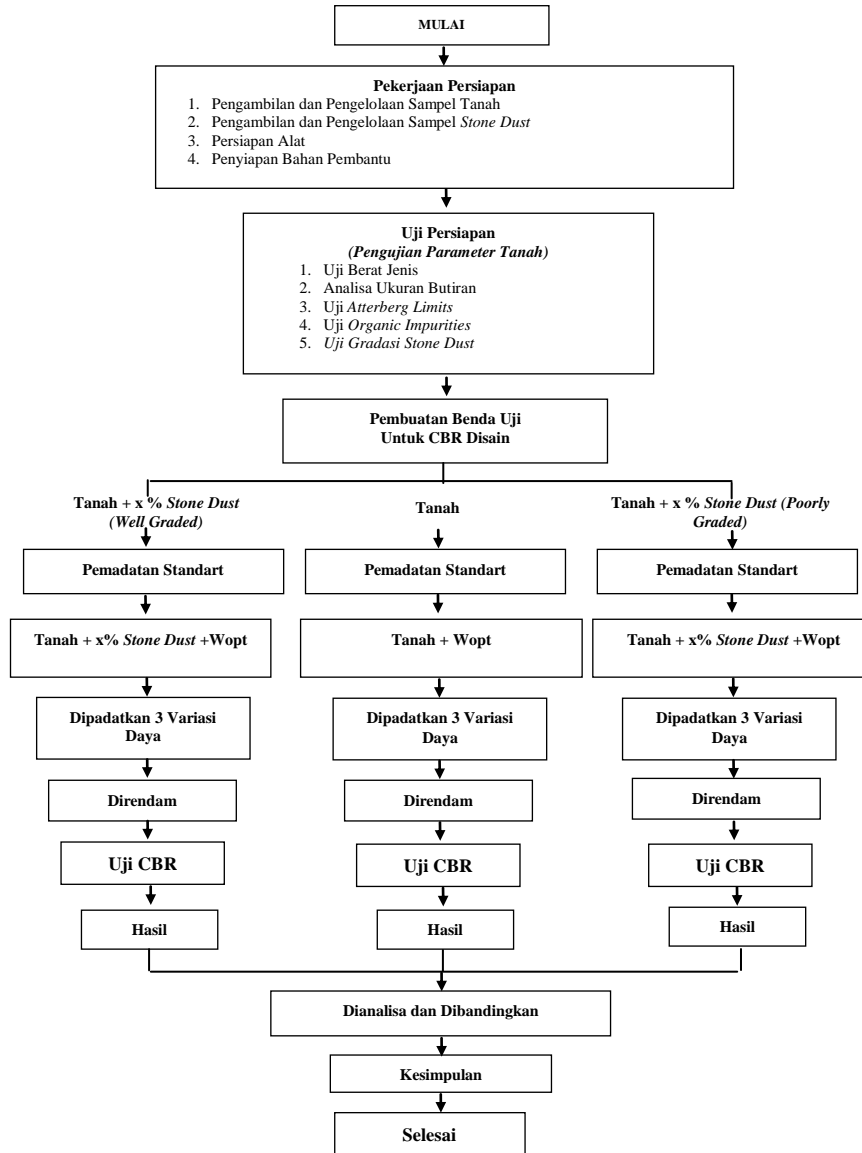 MULAI
Pekerjaan Persiapan
1. Pengambilan dan Pengelolaan Sampel Tanah
2. Pengambilan dan Pengelolaan Sampel Stone Dust
3. Persiapan Alat
4. Penyiapan Bahan Pembantu
Uji Persiapan
(Pengujian Parameter Tanah)
1. Uji Berat Jenis
2. Analisa Ukuran Butiran
3. Uji Atterberg Limits
4. Uji Organic Impurities
5. Uji Gradasi Stone Dust
Pembuatan Benda Uji
Untuk CBR Disain
Tanah + x % Stone Dust
(Well Graded)
Tanah
Tanah + x % Stone Dust (Poorly
Graded)
Pemadatan Standart
Pemadatan Standart
Pemadatan Standart
Tanah + x% Stone Dust +Wopt
Tanah + Wopt
Tanah + x% Stone Dust +Wopt
Dipadatkan 3 Variasi
Daya
Dipadatkan 3 Variasi
Daya
Dipadatkan 3 Variasi
Daya
Direndam
Direndam
Direndam
Uji CBR
Uji CBR
Uji CBR
Hasil
Hasil
Hasil
Dianalisa dan Dibandingkan
Kesimpulan
Selesai